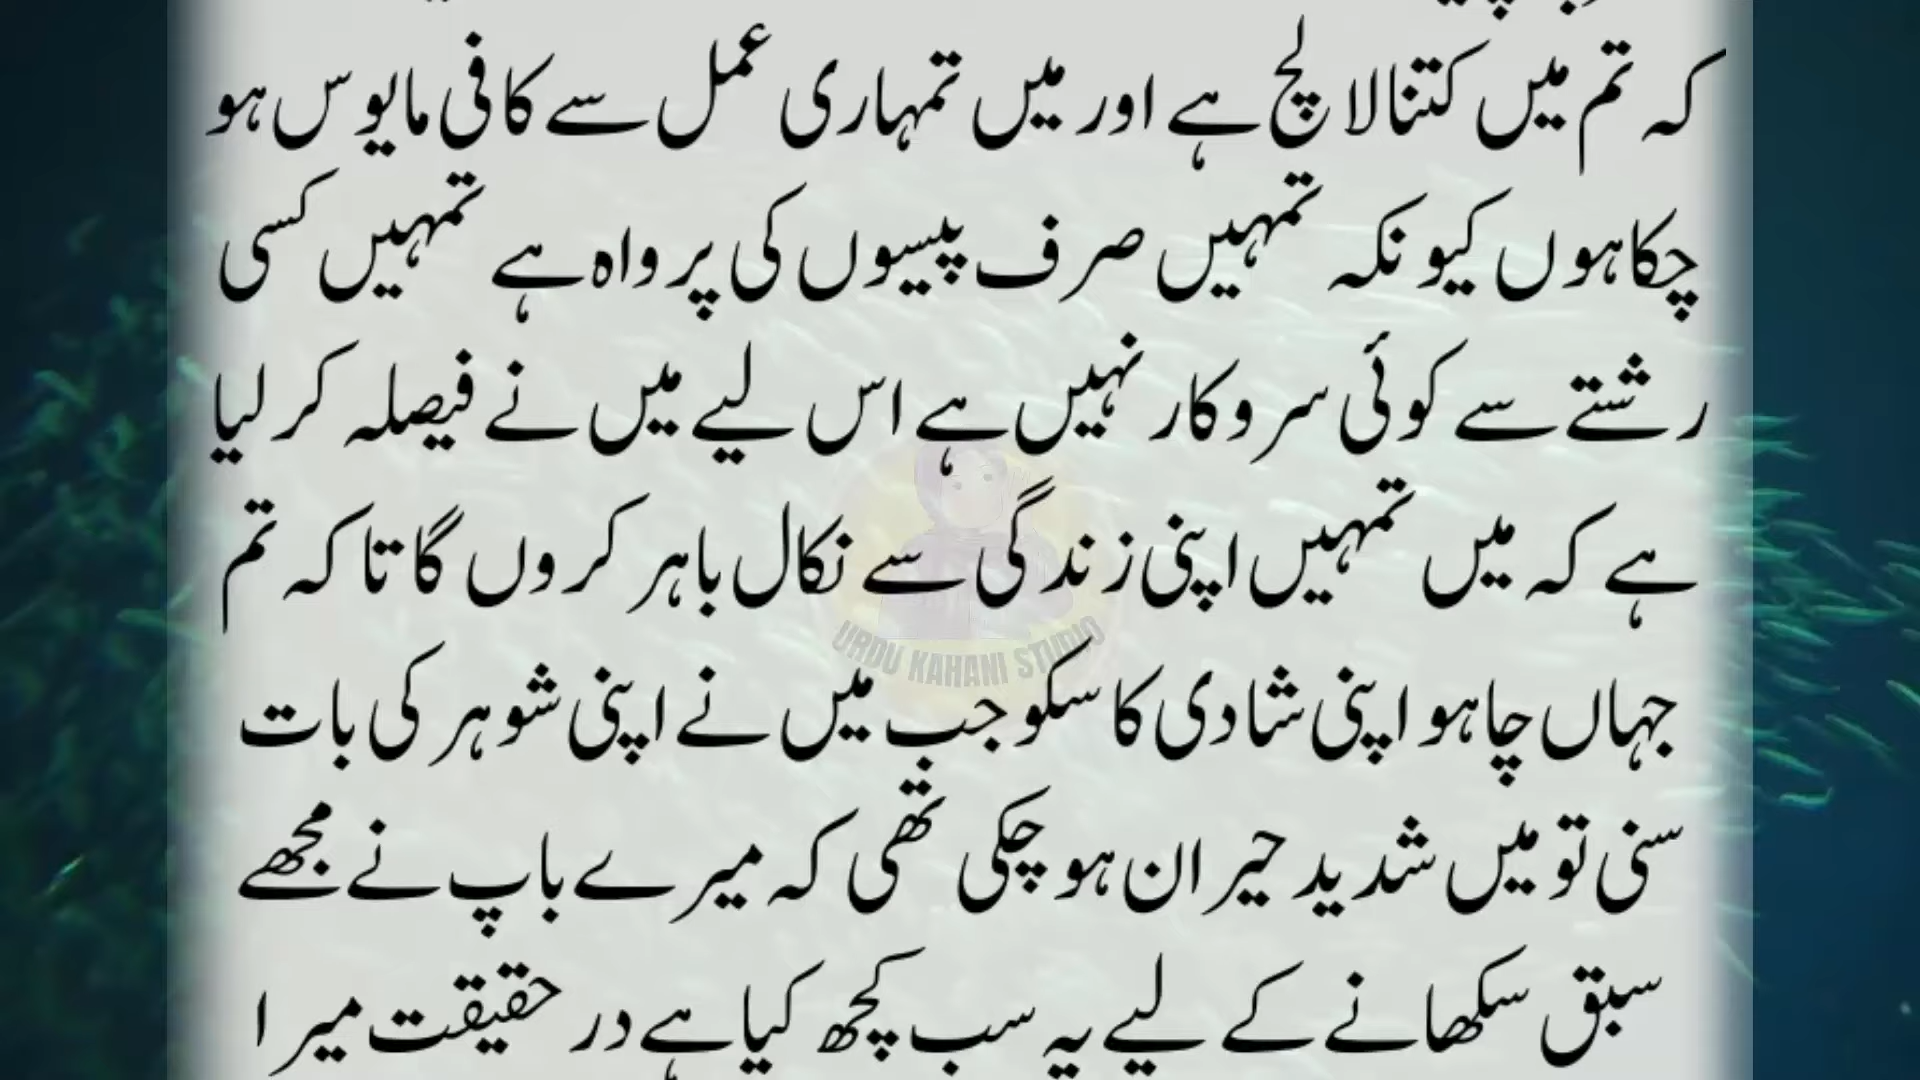 کہ تم میں کتنا لالچ ہے اور میں تمہاری عمل سے کافی مایوس ہو
چکا ہوں کیونکہ تمہیں صرف پیسوں کی پرواہ ہے تمہیں کسی
رشتے سے کوئی سروکار نہیں ہے اس لیے میں نے فیصلہ کر لیا
ہے کہ میں تمہیں اپنی زندگی سے نکال باہر کروں گا تاکہ تم
URDU KAHANI STUDIO
جہاں چاہو اپنی شادی کا سکو جب میں نے اپنی شوہر کی بات
سنی تو میں شدید حیران ہو چکی تھی کہ میرے باپ نے مجھے
سبق سکھانے کے لیے یہ سب کچھ کیا ہے در حقیقت میرا